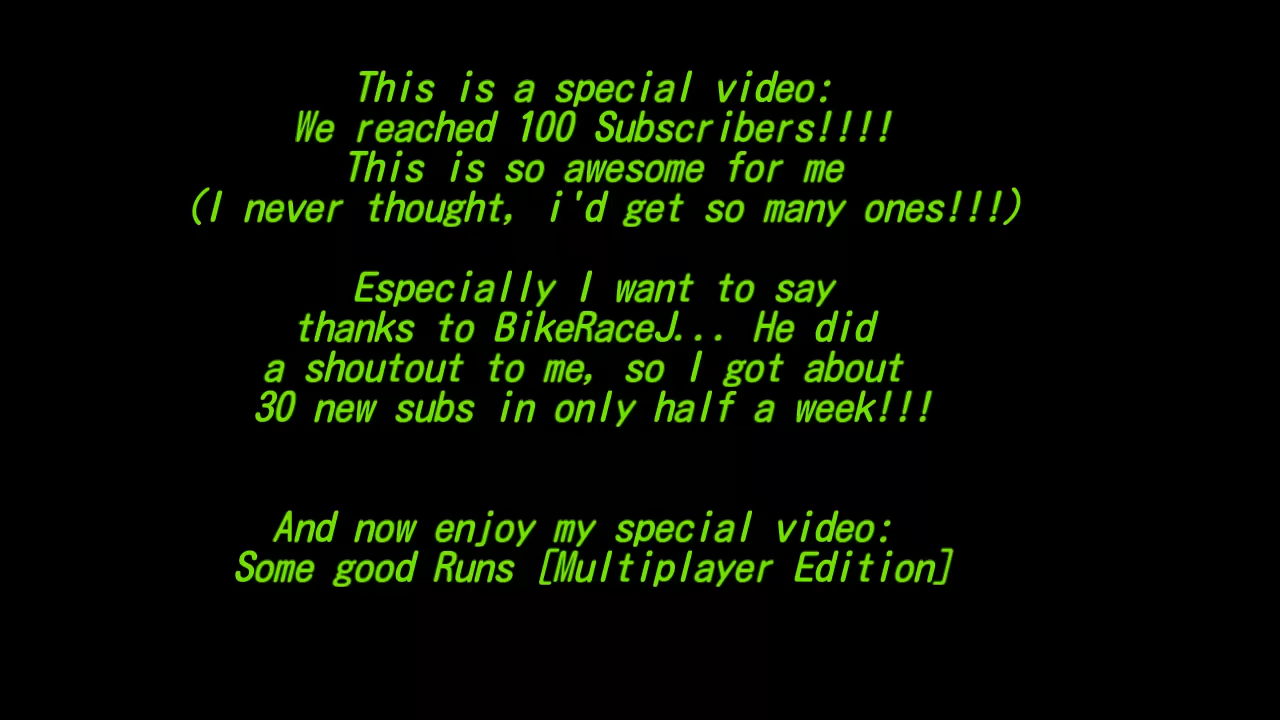 This is a special video:
We reached 100 Subscribers!!!!
This is so awesome for me
(I never thought, i'd get so many ones!!!)
Especially I want to say
thanks to BikeRaceJ... He did
a shoutout to me, so I got about
30 new subs in only half a week!!!
And now enjoy my special video:
Some good Runs [Multiplayer Edition]